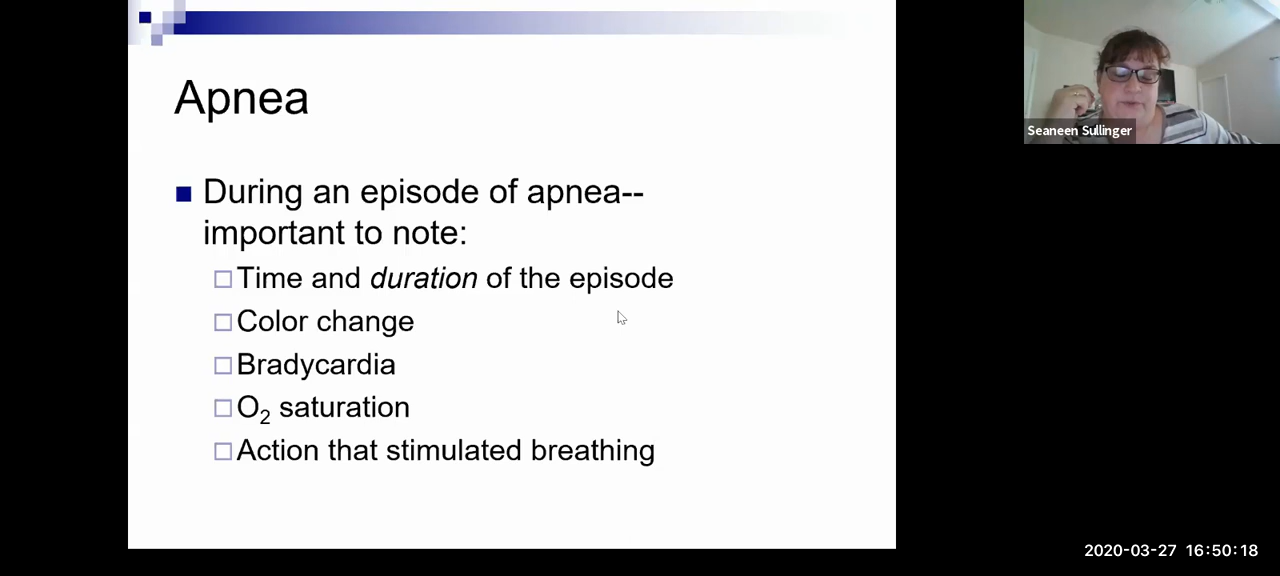 Apnea
During an episode of apnea--
important to note:
Time and duration of the episode
Color change
Bradycardia
O₂ saturation
Action that stimulated breathing
Seaneen Sullinger
2020-03-27 16:50:18